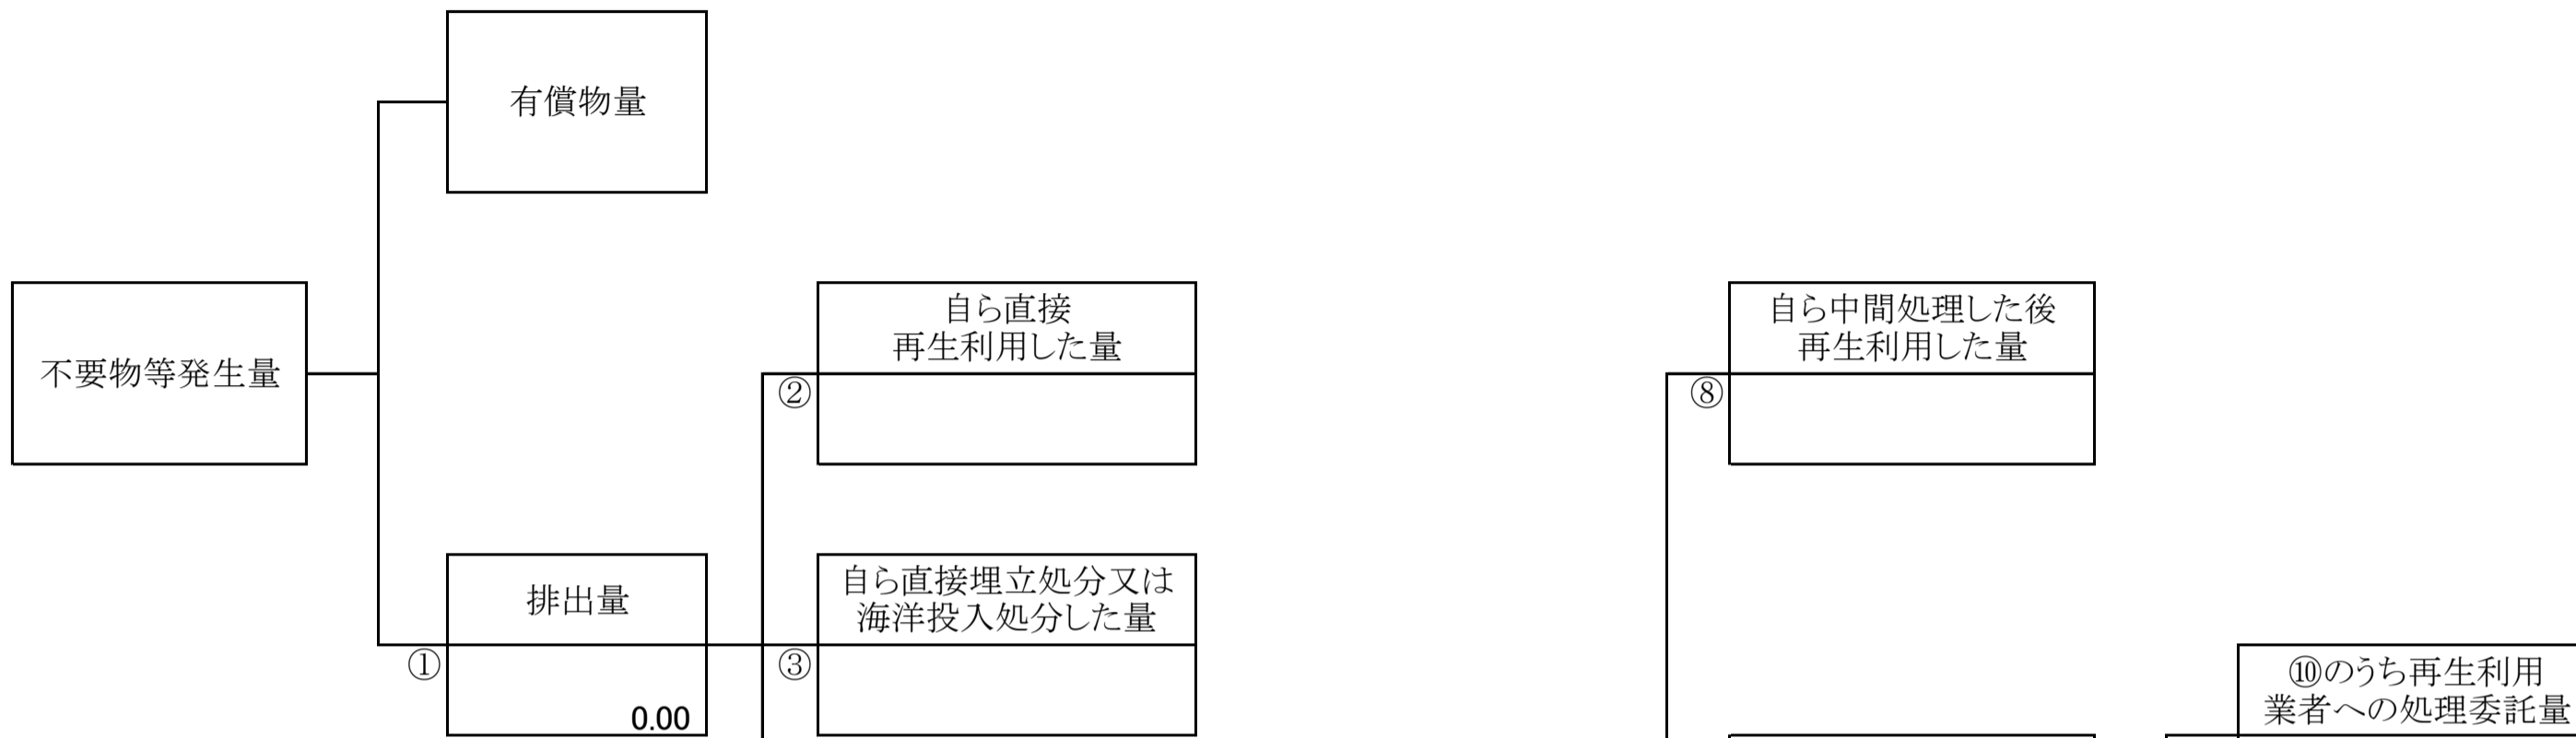 有償物量
不要物等発生量
自ら直接
再生利用した量
②
自ら中間処理した後
再生利用した量
⑧
排出量
①
0.00
自ら直接埋立処分又は
海洋投入処分した量
③
⑩のうち再生利用
業者への処理委託量